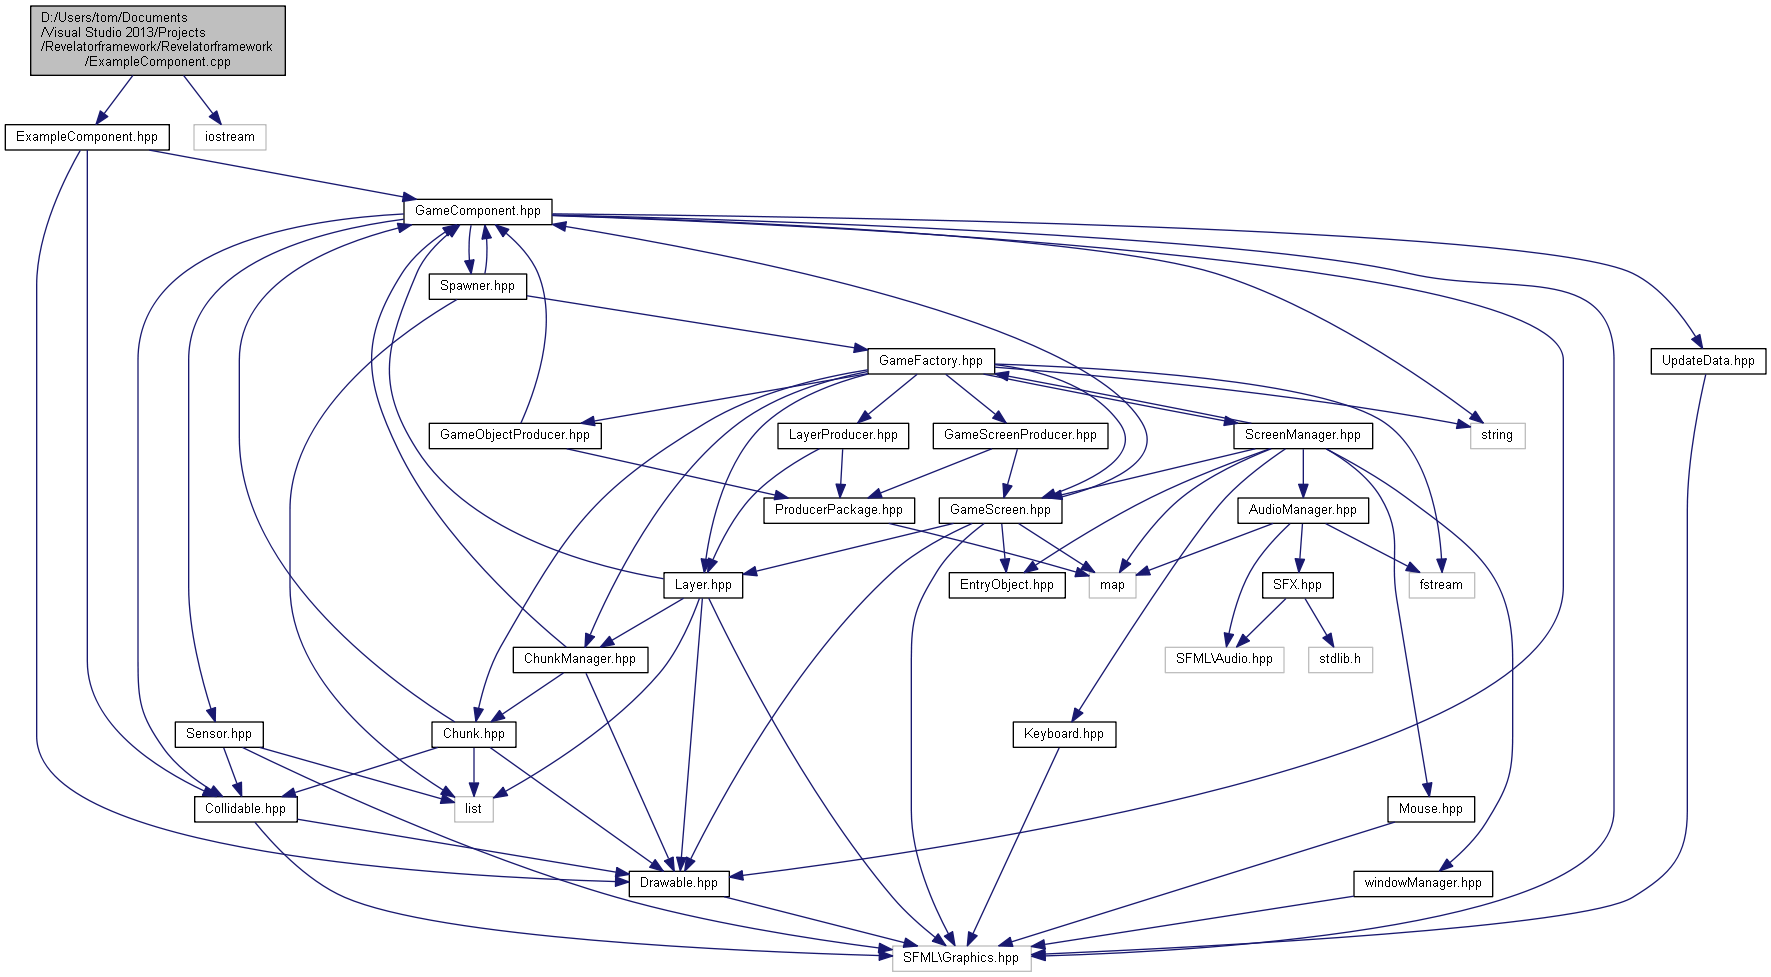 D:/Users/tom/Documents
/Visual Studio 2013/Projects
/Revelatorframework/Revelatorframework
/ExampleComponent.cpp
ExampleComponent.hpp
iostream
GameComponent.hpp
Spawner.hpp
GameFactory.hpp
UpdateData.hpp
GameObjectProducer.hpp
LayerProducer.hpp
GameScreenProducer.hpp
ScreenManager.hpp
string
ProducerPackage.hpp
GameScreen.hpp
AudioManager.hpp
Layer.hpp
EntryObject.hpp
map
SFX.hpp
fstream
ChunkManager.hpp
SFML\Audio.hpp
stdlib.h
Sensor.hpp
Chunk.hpp
Keyboard.hpp
Collidable.hpp
list
Mouse.hpp
Drawable.hpp
windowManager.hpp
SFML\Graphics.hpp